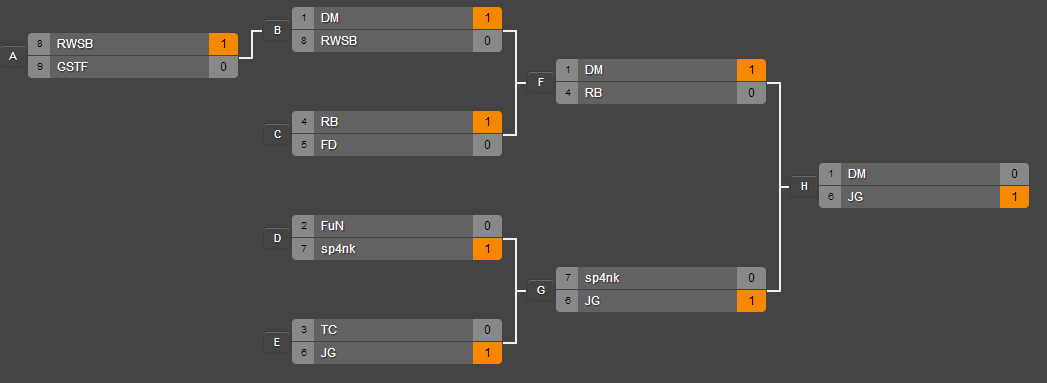 A
8 RWSB 1
9 GSTF 0
B
1 DM 1
8 RWSB 0
C
4 RB 1
5 FD 0
D
2 FuN 0
7 sp4nk 1
E
3 TC 0
6 JG 1
F
1 DM 1
4 RB 0
G
7 sp4nk 0
6 JG 1
H
1 DM 0
6 JG 1